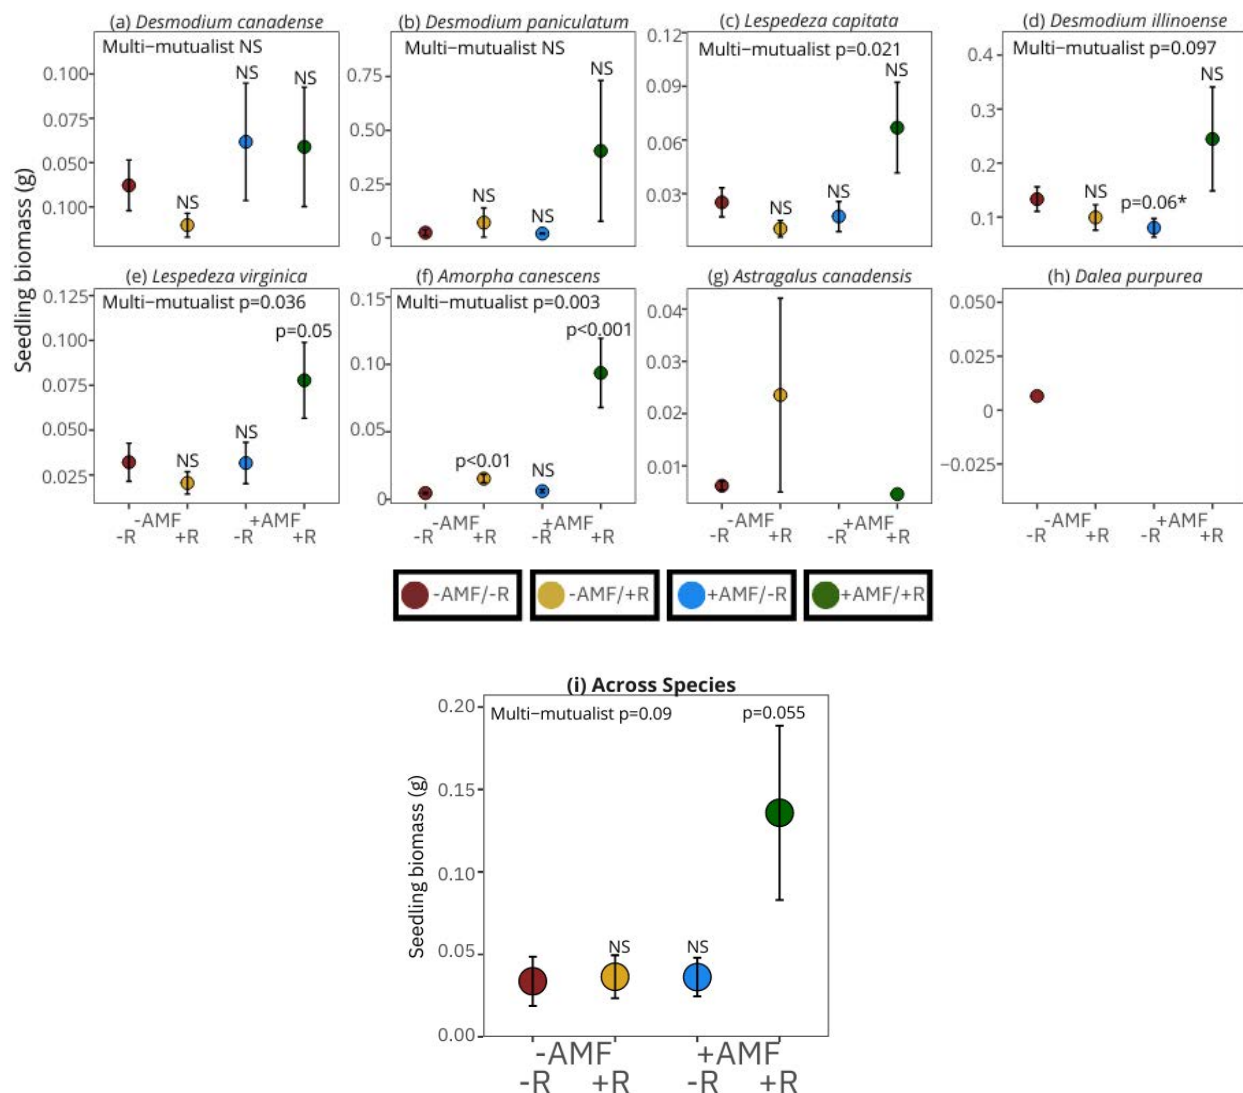 (a) Desmodium canadense
(b) Desmodium paniculatum
(c) Lespedeza capitata
(d) Desmodium illinoense
Multi−mutualist NS
0.100
0.075
0.050
0.100
NS
NS
NS
Multi−mutualist NS
0.75
0.50
0.25
0
NS
NS
NS
Multi−mutualist p=0.021
0.12
0.09
0.06
0.03
NS
NS
NS
Multi−mutualist p=0.097
0.4
0.3
0.2
0.1
NS
p=0.06*
NS
Seedling biomass (g)
(e) Lespedeza virginica
(f) Amorpha canescens
(g) Astragalus canadensis
(h) Dalea purpurea
Multi−mutualist p=0.036
0.125
0.100
0.075
0.050
0.025
NS
NS
p=0.05
Multi−mutualist p=0.003
0.15
0.10
0.05
0
p<0.01
NS
p<0.001
0.04
0.03
0.02
0.01
0.050
0.025
0
−0.025
-AMF +AMF
-R +R -R +R
-AMF +AMF
-R +R -R +R
-AMF +AMF
-R +R -R +R
-AMF +AMF
-R +R -R +R
-AMF/-R
-AMF/+R
+AMF/-R
+AMF/+R
(i) Across Species
Multi−mutualist p=0.09
p=0.055
Seedling biomass (g)
0.20
0.15
0.10
0.05
0.00
NS
NS
-AMF +AMF
-R +R -R +R